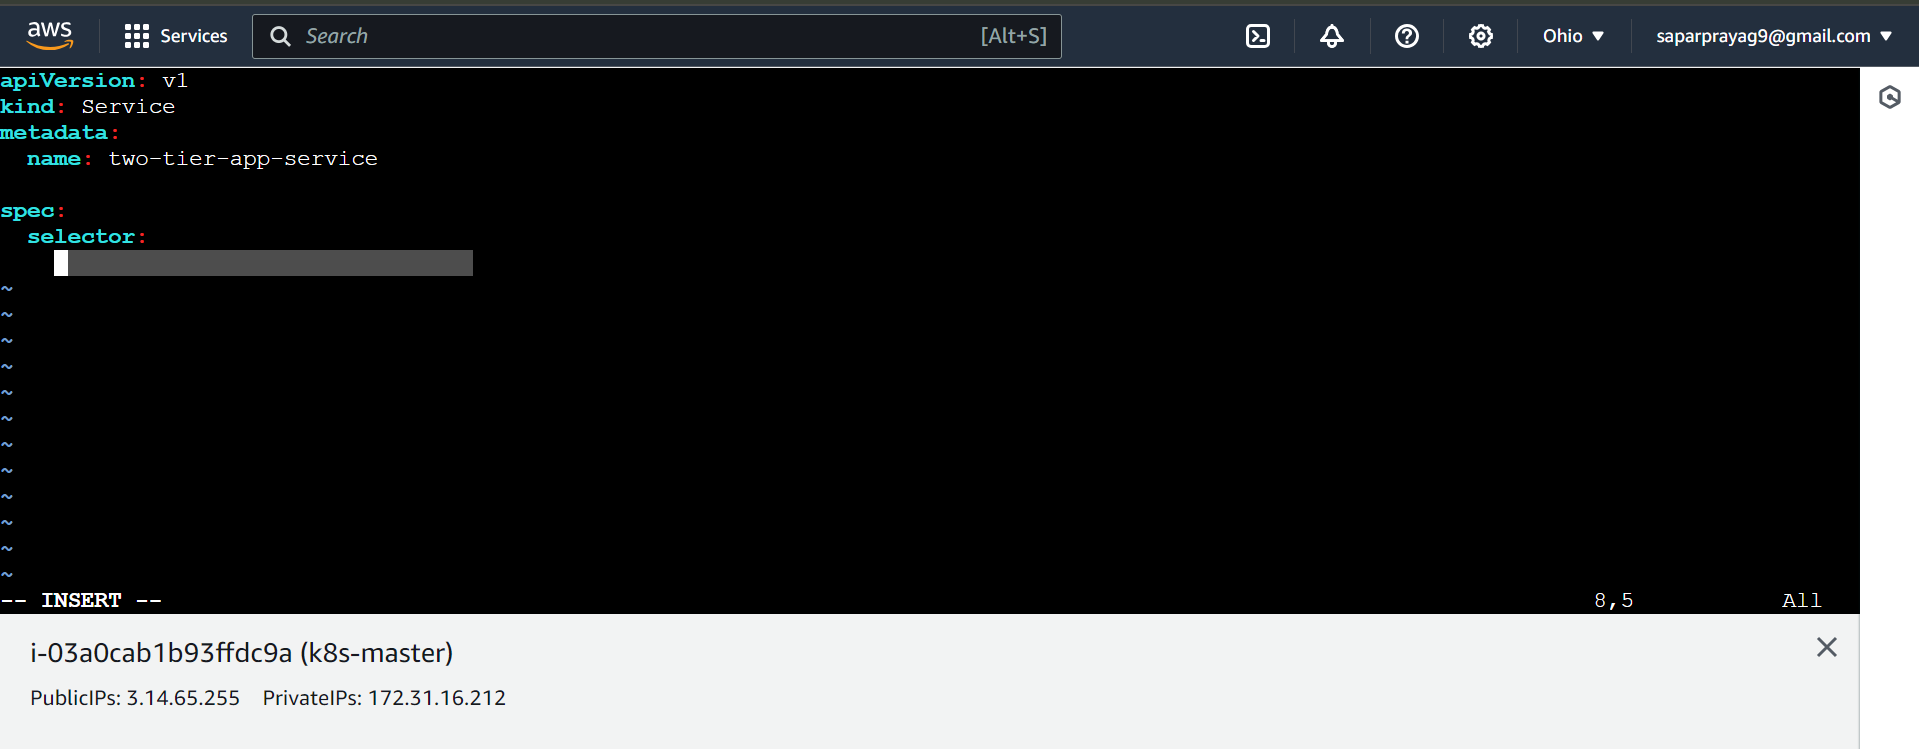 aws Services Search [Alt+S] Ohio saparprayag9@gmail.com
apiVersion: v1
kind: Service
metadata:
  name: two-tier-app-service
spec:
  selector:
~
~
~
~
~
~
~
~
~
~
~
~
-- INSERT -- 8,5 All
i-03a0cab1b93ffdc9a (k8s-master)
PublicIPs: 3.14.65.255 PrivateIPs: 172.31.16.212